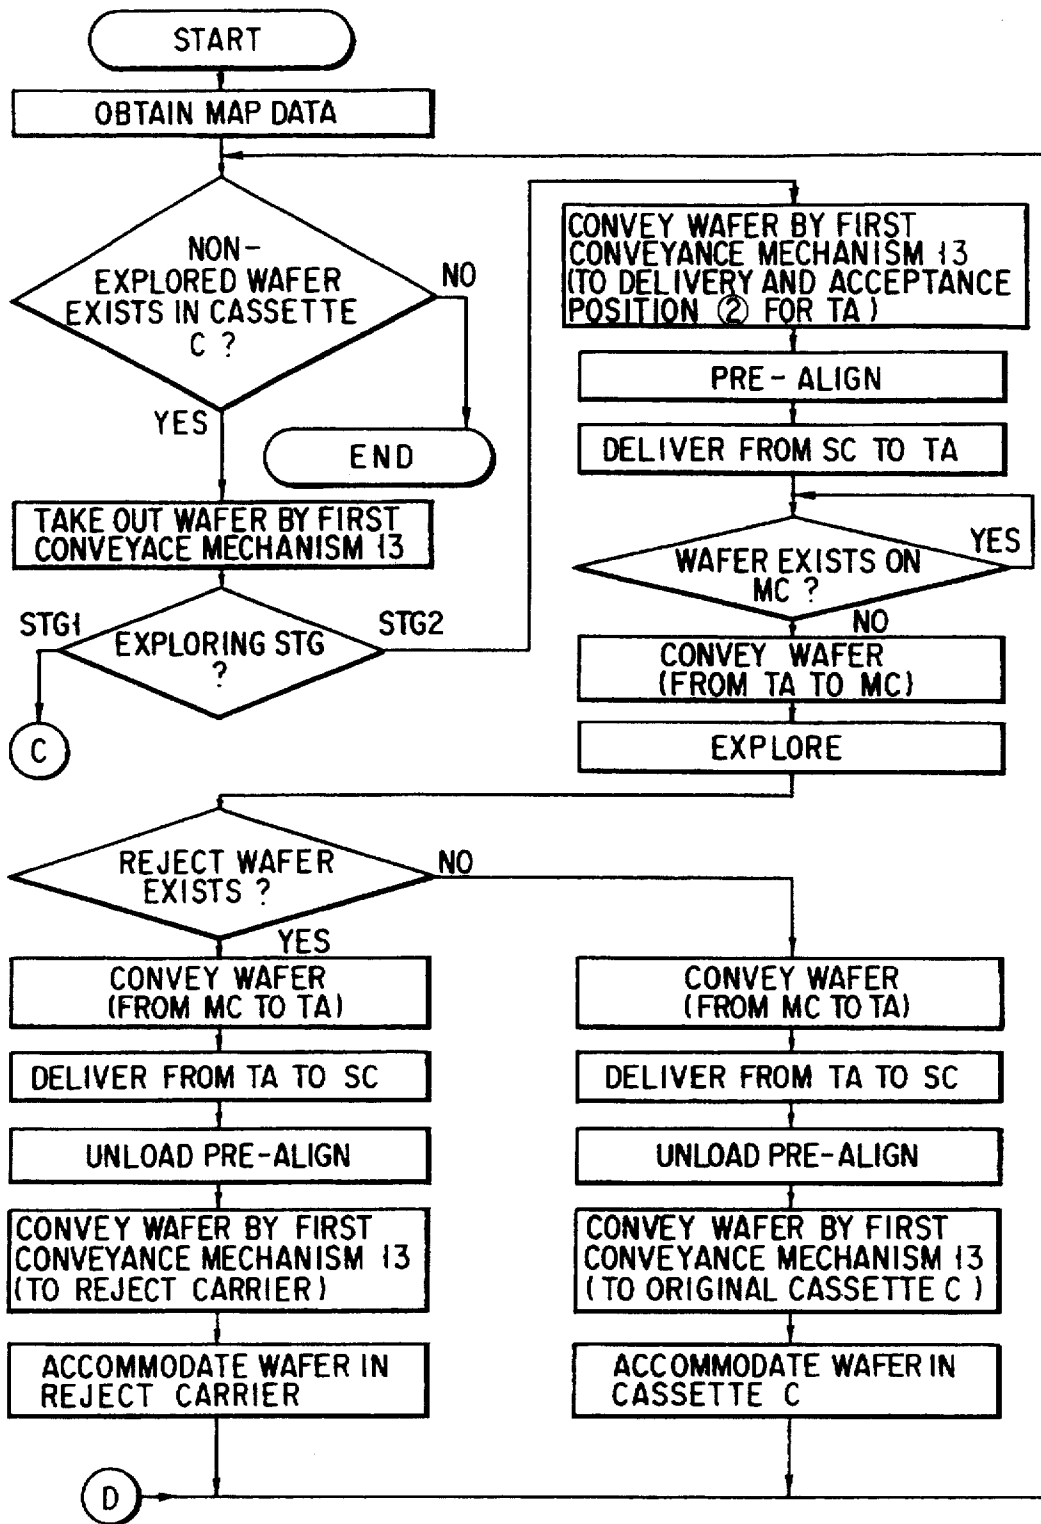 START
OBTAIN MAP DATA
NON-
EXPLORED WAFER
EXISTS IN CASSETTE
C ?
NO
YES
END
TAKE OUT WAFER BY FIRST
CONVEYACE MECHANISM 13
STG1
EXPLORING STG
?
STG2
C
CONVEY WAFER BY FIRST
CONVEYANCE MECHANISM 13
(TO DELIVERY AND ACCEPTANCE
POSITION ② FOR TA)
PRE-ALIGN
DELIVER FROM SC TO TA
WAFER EXISTS ON
MC ?
YES
NO
CONVEY WAFER
(FROM TA TO MC)
EXPLORE
REJECT WAFER
EXISTS ?
NO
YES
CONVEY WAFER
(FROM MC TO TA)
DELIVER FROM TA TO SC
UNLOAD PRE-ALIGN
CONVEY WAFER BY FIRST
CONVEYANCE MECHANISM 13
(TO REJECT CARRIER)
ACCOMMODATE WAFER IN
REJECT CARRIER
CONVEY WAFER
(FROM MC TO TA)
DELIVER FROM TA TO SC
UNLOAD PRE-ALIGN
CONVEY WAFER BY FIRST
CONVEYANCE MECHANISM 13
(TO ORIGINAL CASSETTE C)
ACCOMMODATE WAFER IN
CASSETTE C
D